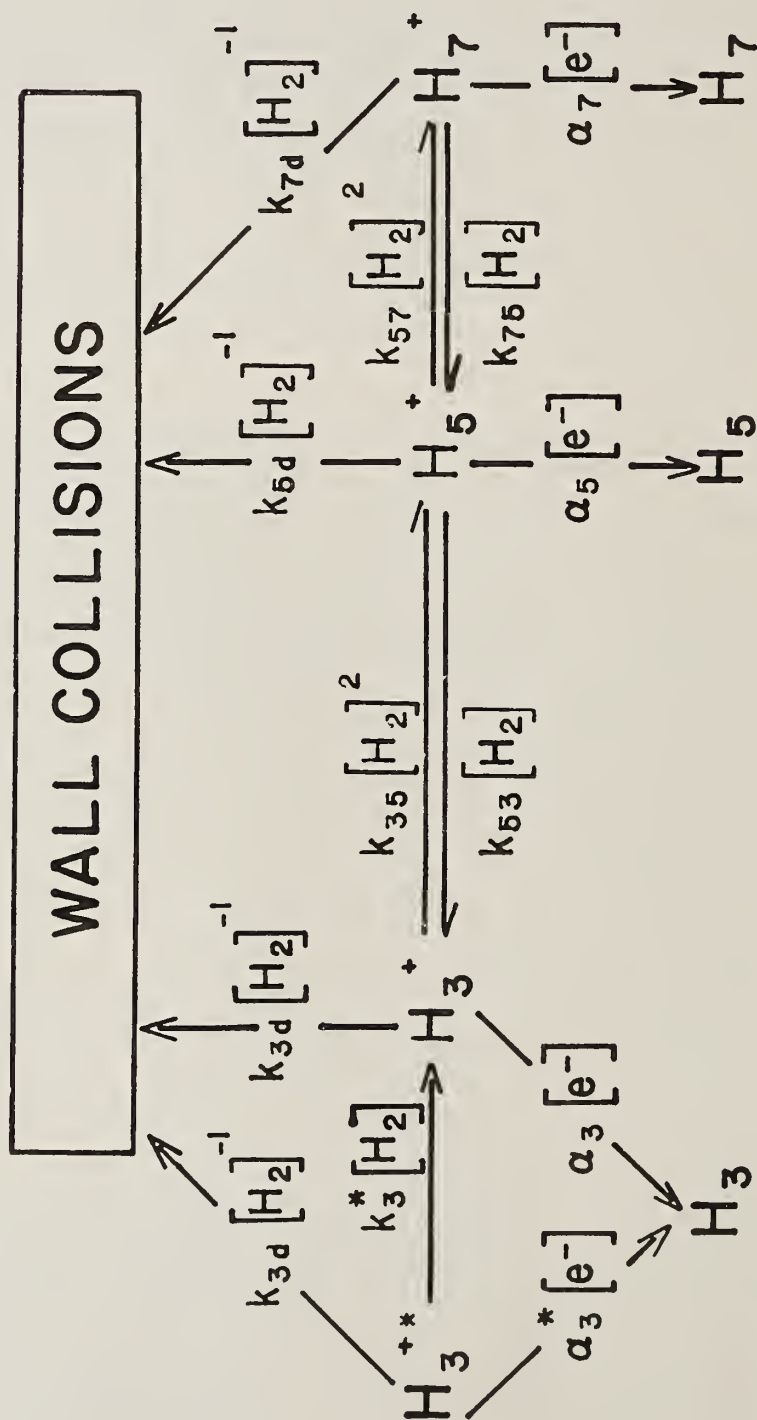 WALL COLLISIONS
k3d[H2]^-1
k3d[H2]^-1
k5d[H2]^-1
k7d[H2]^-1
H3^+*
k3^*[H2]
H3^+
k35[H2]^2
k53[H2]
H5^+
k57[H2]^2
k75[H2]
H7^+
α3^*[e^-]
α3[e^-]
α5[e^-]
α7[e^-]
H3
H5
H7